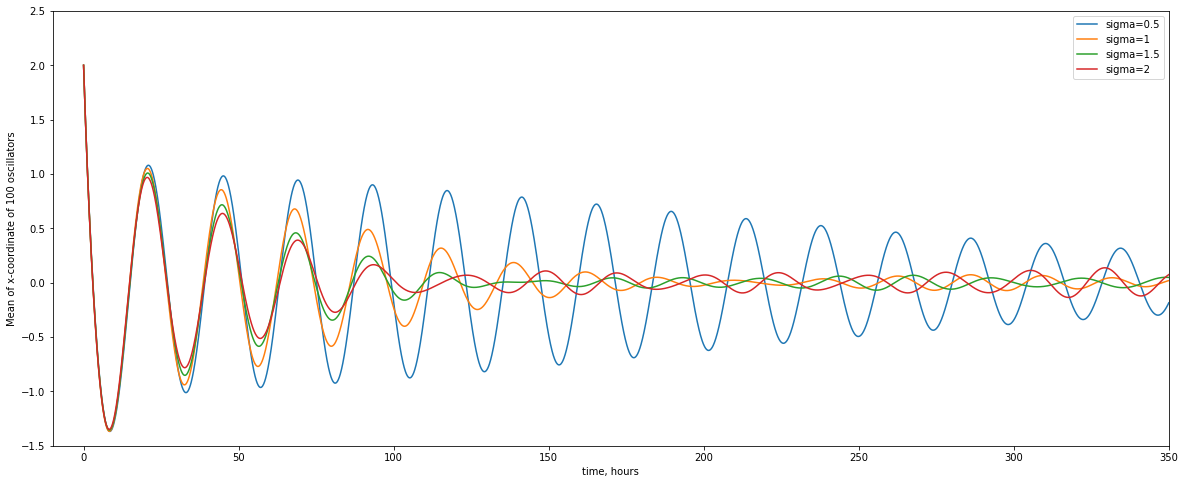 2.5
2.0
1.5
1.0
0.5
0.0
−0.5
−1.0
−1.5
Mean of x-coordinate of 100 oscillators
sigma=0.5
sigma=1
sigma=1.5
sigma=2
0 50 100 150 200 250 300 350
time, hours